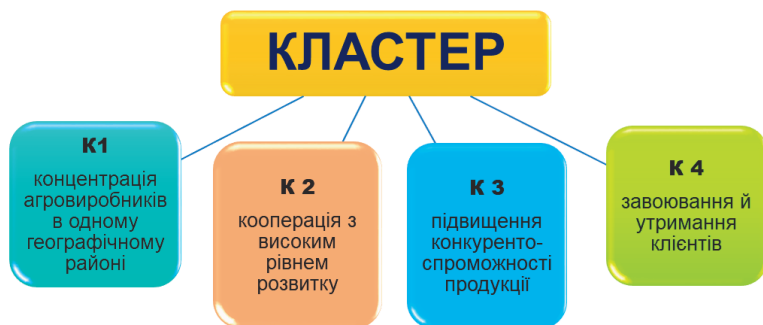 КЛАСТЕР
К1
концентрація
агровиробників
в одному
географічному
районі
К 2
кооперація з
високим
рівнем
розвитку
К 3
підвищення
конкуренто-
спроможності
продукції
К 4
завоювання й
утримання
клієнтів